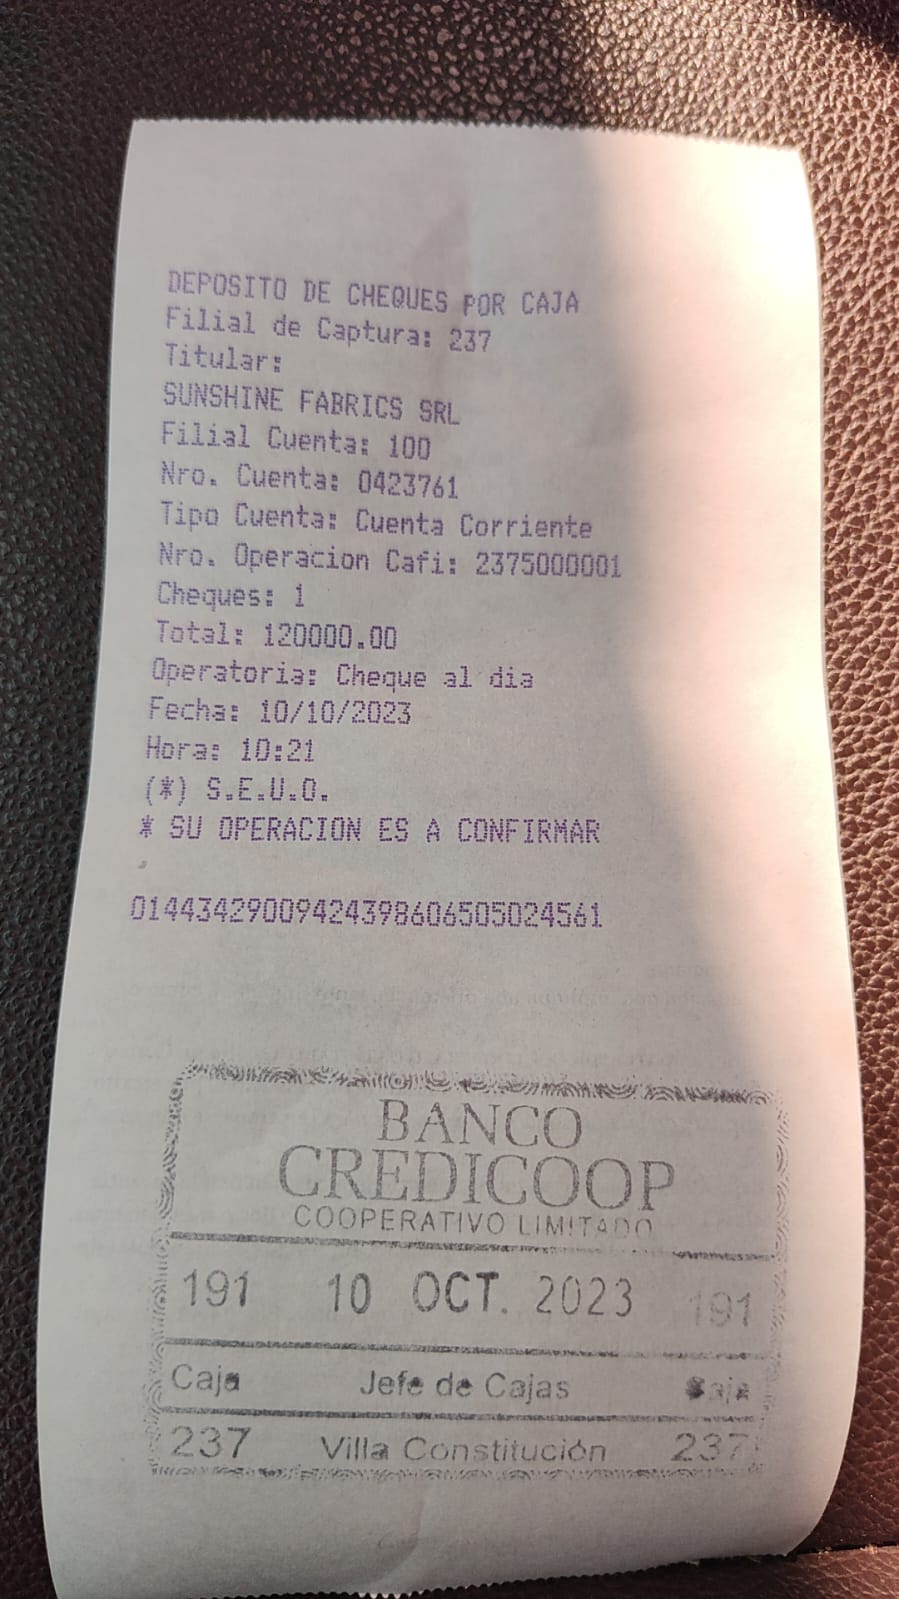 DEPOSITO DE CHEQUES POR CAJA
Filial de Captura: 237
Titular:
SUNSHINE FABRICS SRL
Filial Cuenta: 100
Nro. Cuenta: 0423761
Tipo Cuenta: Cuenta Corriente
Nro. Operacion Cafi: 2375000001
Cheques: 1
Total: 120000.00
Operatoria: Cheque al dia
Fecha: 10/10/2023
Hora: 10:21
(*) S.E.U.O.
* SU OPERACION ES A CONFIRMAR
01443429009424398606505024561
BANCO
CREDICOOP
COOPERATIVO LIMITADO
191 10 OCT. 2023 191
Caja Jefe de Cajas Caja
237 Villa Constitución 237